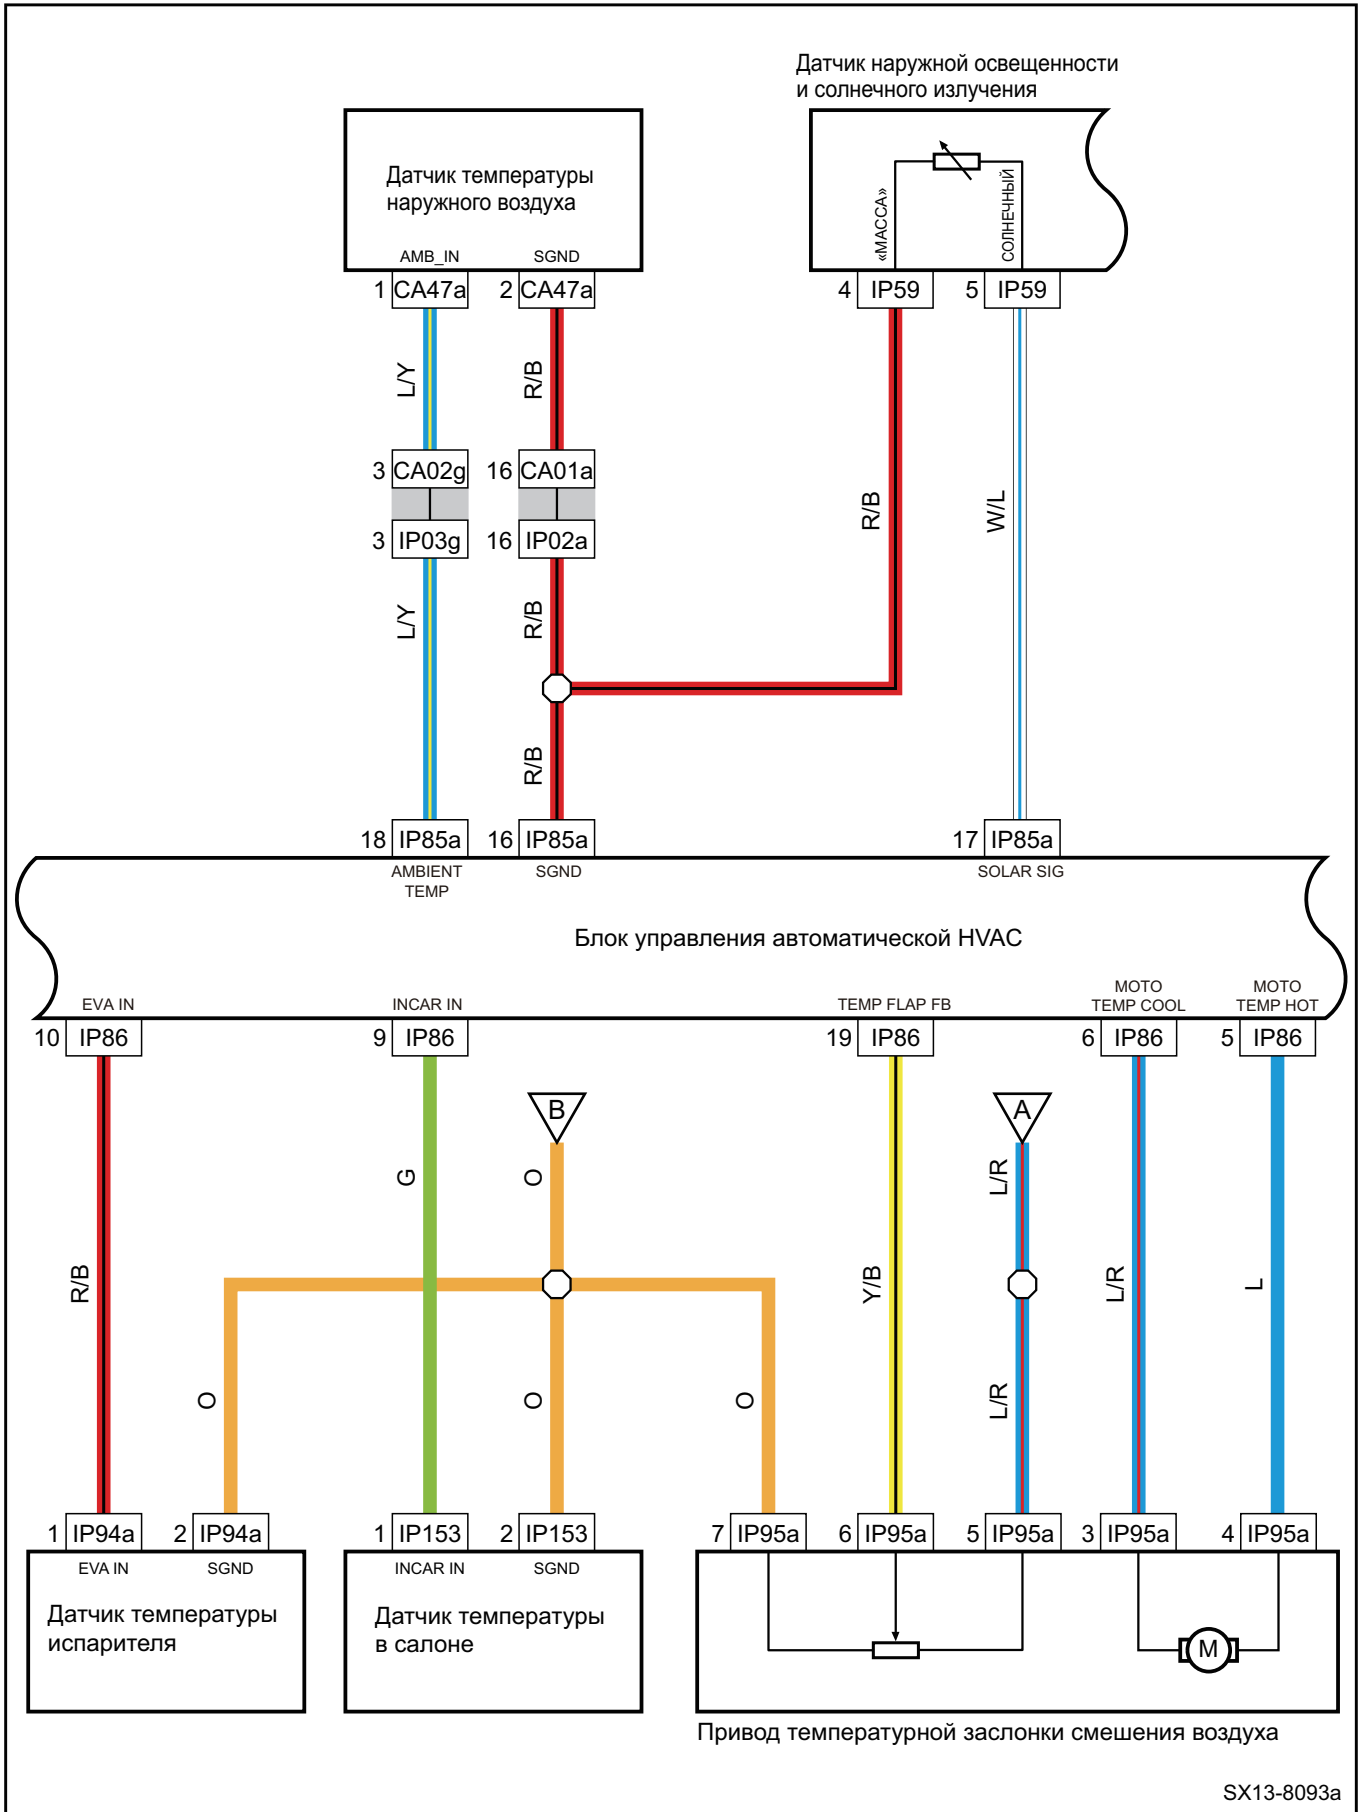 Датчик наружной освещенности
и солнечного излучения
Датчик температуры
наружного воздуха
«МАССА»
СОЛНЕЧНЫЙ
AMB_IN
SGND
1 CA47a
2 CA47a
4 IP59
5 IP59
L/Y
R/B
R/B
W/L
3 CA02g
16 CA01a
3 IP03g
16 IP02a
L/Y
R/B
R/B
18 IP85a
16 IP85a
17 IP85a
AMBIENT
TEMP
SGND
SOLAR SIG
Блок управления автоматической HVAC
EVA IN
INCAR IN
TEMP FLAP FB
MOTO
TEMP COOL
MOTO
TEMP HOT
10 IP86
9 IP86
19 IP86
6 IP86
5 IP86
B
A
G
O
L/R
R/B
Y/B
L/R
L
O
O
O
L/R
1 IP94a
2 IP94a
1 IP153
2 IP153
7 IP95a
6 IP95a
5 IP95a
3 IP95a
4 IP95a
EVA IN
SGND
INCAR IN
SGND
Датчик температуры
испарителя
Датчик температуры
в салоне
M
Привод температурной заслонки смешения воздуха
SX13-8093a